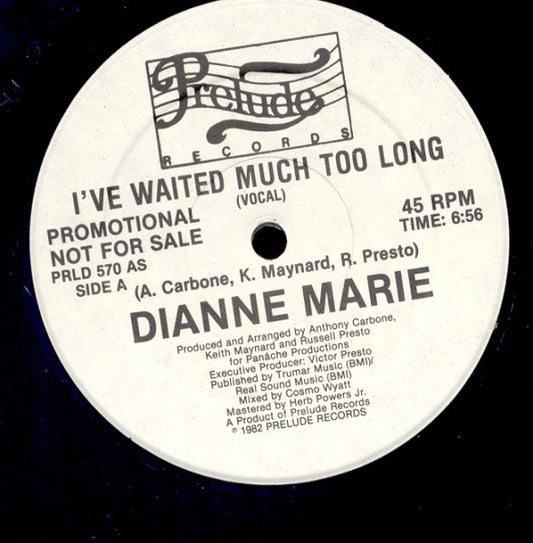 Prelude
RECORDS
I'VE WAITED MUCH TOO LONG
(VOCAL)
PROMOTIONAL
NOT FOR SALE
PRLD 570 AS
SIDE A
45 RPM
TIME: 6:56
(A. Carbone, K. Maynard, R. Presto)
DIANNE MARIE
Produced and Arranged by Anthony Carbone,
Keith Maynard and Russell Presto
for Panâche Productions
Executive Producer: Victor Presto
Published by Trumar Music (BMI)/
Real Sound Music (BMI)
Mixed by Cosmo Wyatt
Mastered by Herb Powers Jr.
A Product of Prelude Records
℗ 1982 PRELUDE RECORDS